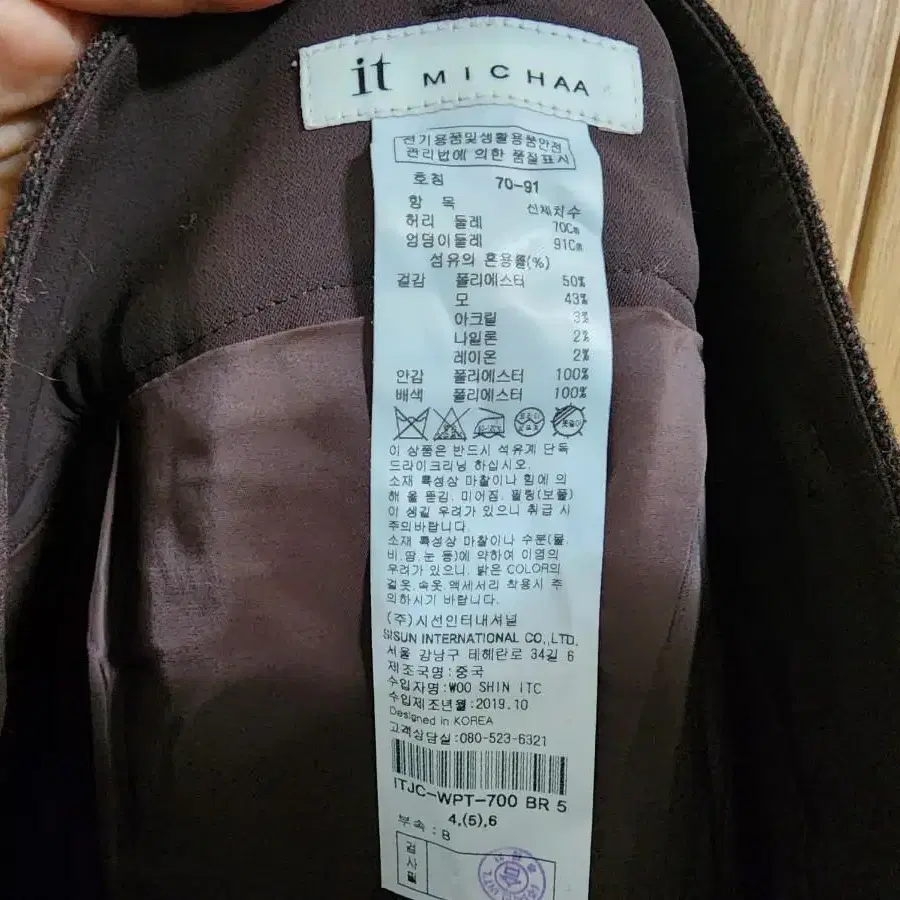 it MICHAA
전기용품및생활용품안전
관리법에 의한 품질표시
호칭 70-91
항 목 신체치수
허리 둘레 70Cm
엉덩이둘레 91Cm
섬유의 혼용률(%)
겉감 폴리에스터 50%
모 43%
아크릴 3%
나일론 2%
레이온 2%
안감 폴리에스터 100%
배색 폴리에스터 100%
이 상품은 반드시 석유계 단독
드라이크리닝 하십시오.
소재 특성상 마찰이나 힘에 의
해 올 뜯김. 미어짐. 필링(보풀)
이 생길 우려가 있으니 취급 시
주의바랍니다.
소재 특성상 마찰이나 수분(물.
비.땀.눈 등)에 약하여 이염의
우려가 있으니. 밝은 COLOR의
겉옷.속옷.액세서리 착용시 주
의하시기 바랍니다.
(주)시선인터내셔널
SISUN INTERNATIONAL CO.,LTD.
서울 강남구 테헤란로 34길 6
제조국명:중국
수입자명:WOO SHIN ITC
수입제조년월:2019.10
Designed in KOREA
고객상담실:080-523-6321
ITJC-WPT-700 BR 5
4,(5),6
부속:B
검
사
필